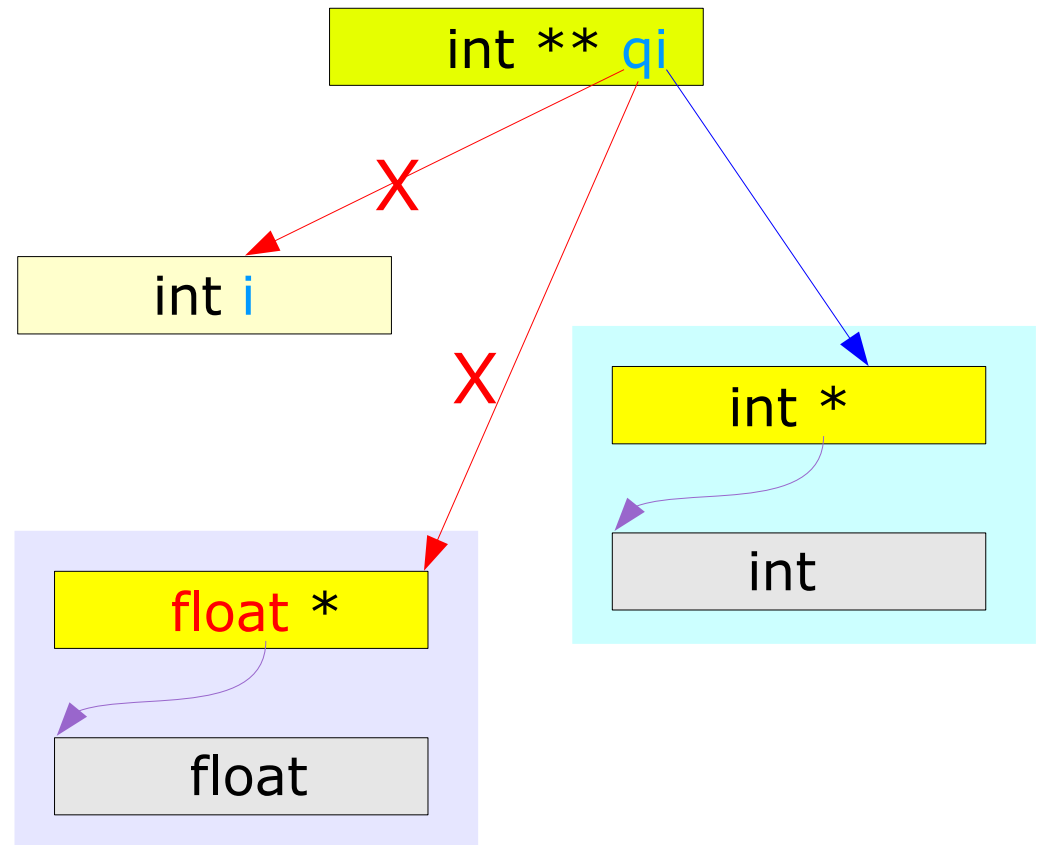 int ** qi
X
int i
X
int *
int
float *
float